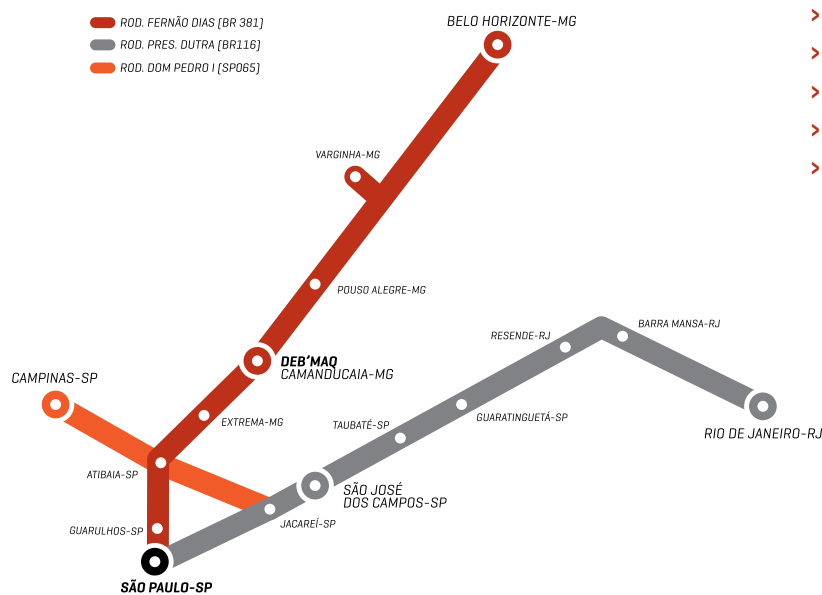 ROD. FERNÃO DIAS (BR 381)
ROD. PRES. DUTRA (BR116)
ROD. DOM PEDRO I (SP065)
BELO HORIZONTE-MG
VARGINHA-MG
POUSO ALEGRE-MG
BARRA MANSA-RJ
RESENDE-RJ
DEB'MAQ
CAMANDUCAIA-MG
CAMPINAS-SP
EXTREMA-MG
TAUBATÉ-SP
GUARATINGUETÁ-SP
RIO DE JANEIRO-RJ
ATIBAIA-SP
SÃO JOSÉ
DOS CAMPOS-SP
JACAREÍ-SP
GUARULHOS-SP
SÃO PAULO-SP